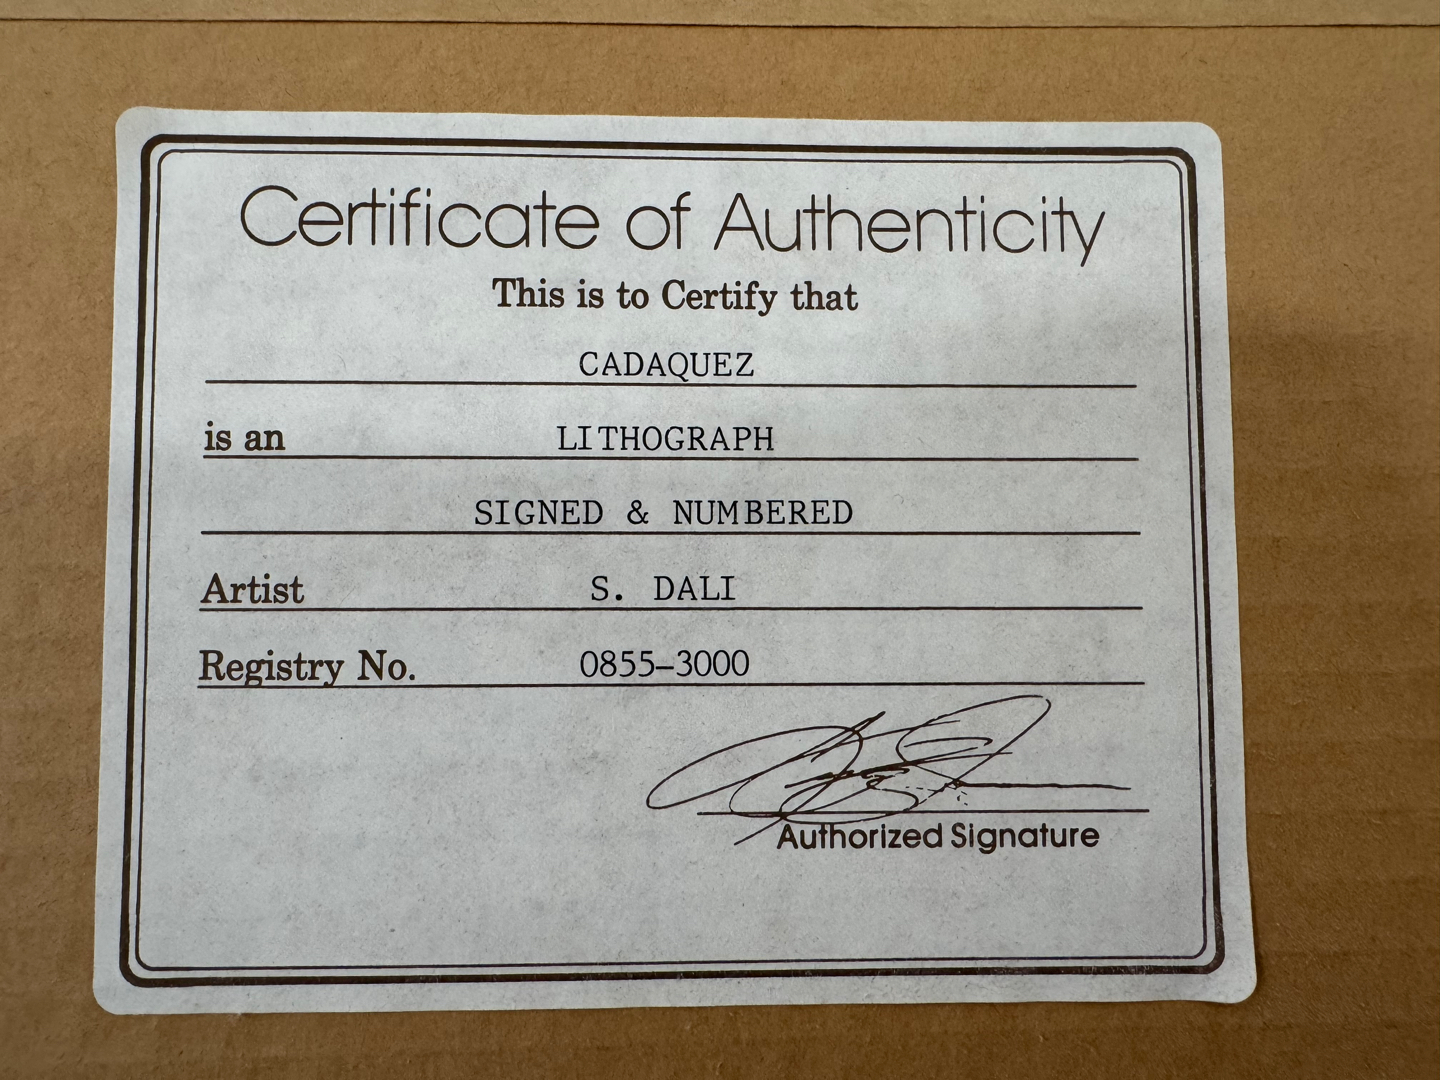 Certificate of Authenticity
This is to Certify that
CADAQUEZ
is an LITHOGRAPH
SIGNED & NUMBERED
Artist S. DALI
Registry No. 0855-3000
Authorized Signature